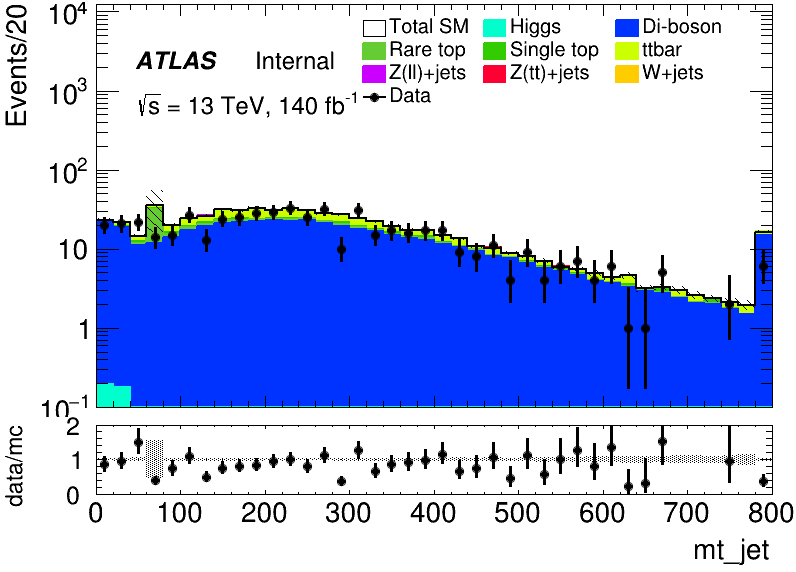 Events/20
10⁴
10³
10²
10
1
10⁻¹
ATLAS Internal
√s = 13 TeV, 140 fb⁻¹
Total SM Higgs Di-boson
Rare top Single top ttbar
Z(ll)+jets Z(tt)+jets W+jets
Data
data/mc
2
1
0
0 100 200 300 400 500 600 700 800
mt_jet